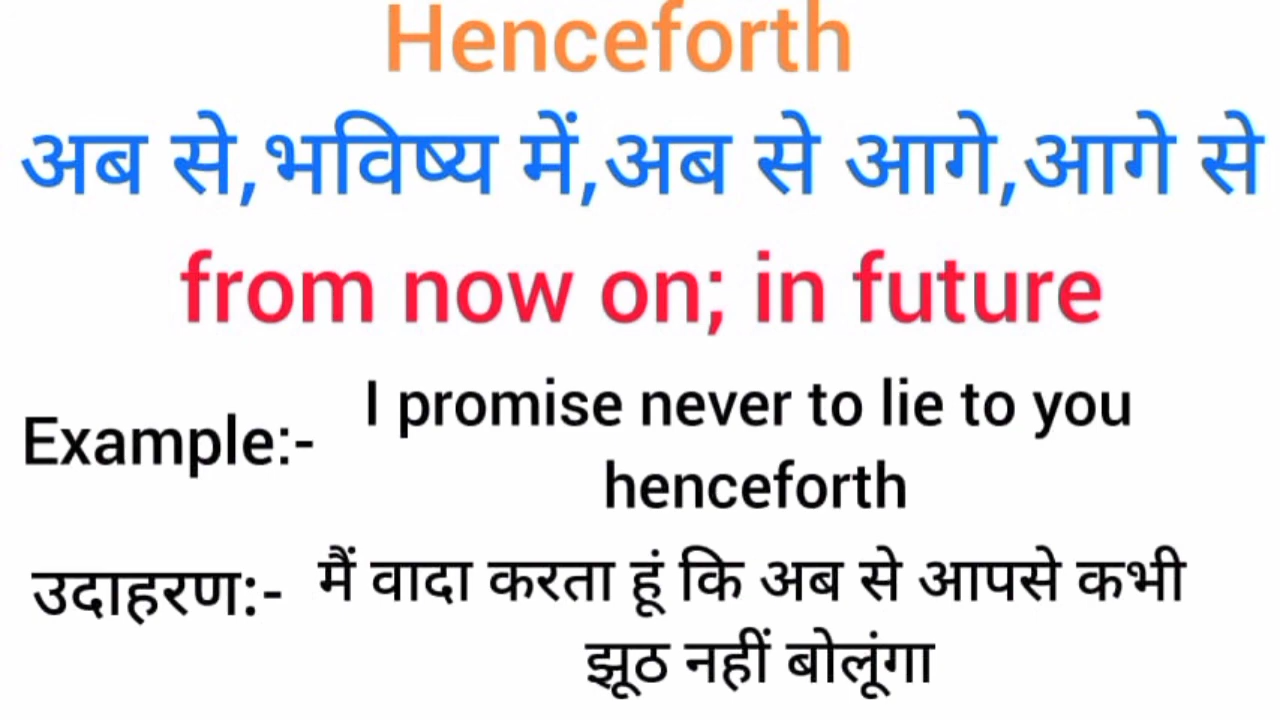 Henceforth
अब से,भविष्य में,अब से आगे,आगे से
from now on; in future
Example:- I promise never to lie to you
henceforth
उदाहरण:- मैं वादा करता हूं कि अब से आपसे कभी
झूठ नहीं बोलूंगा